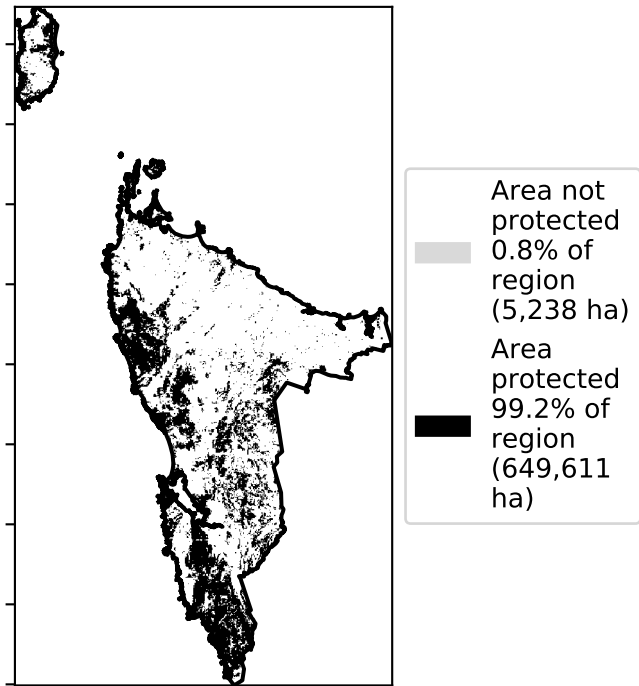 Area not
protected
0.8% of
region
(5,238 ha)
Area
protected
99.2% of
region
(649,611
ha)